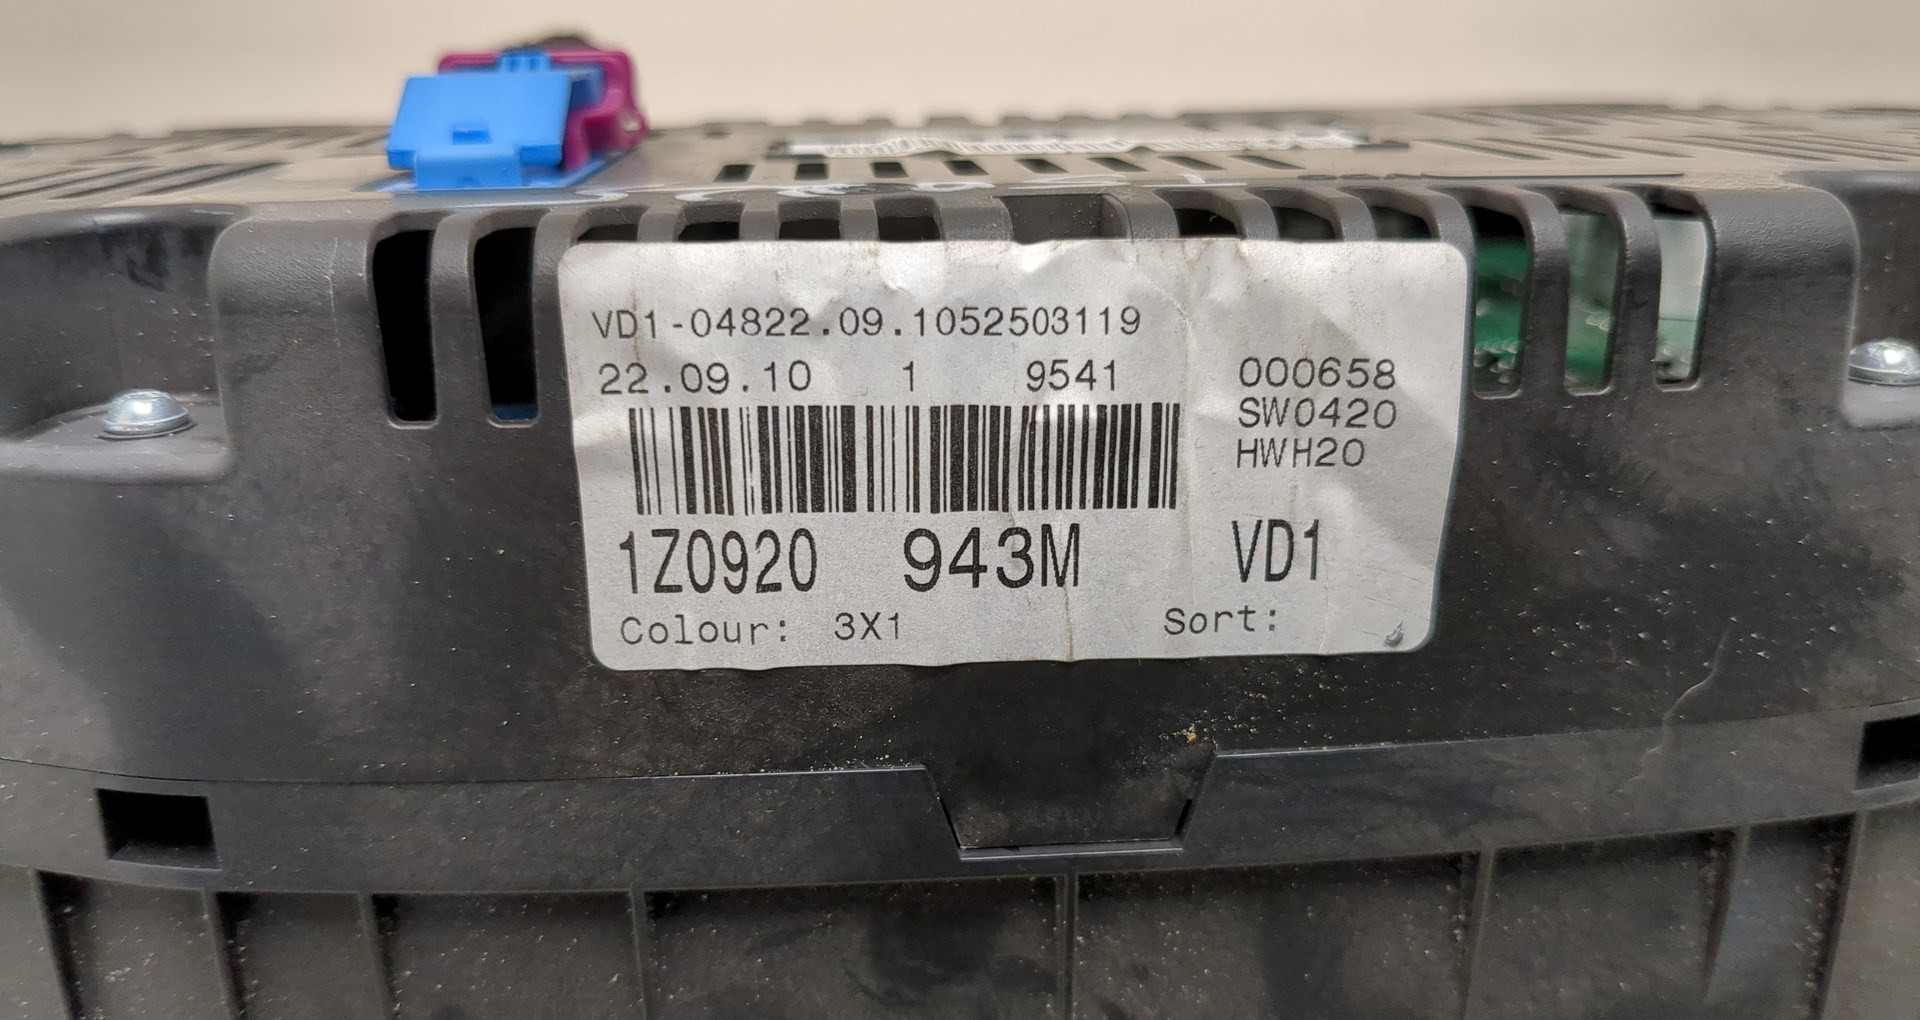 VD1-04822.09.1052503119
22.09.10 1 9541
000658
SW0420
HWH20
1Z0920 943M VD1
Colour: 3X1 Sort: